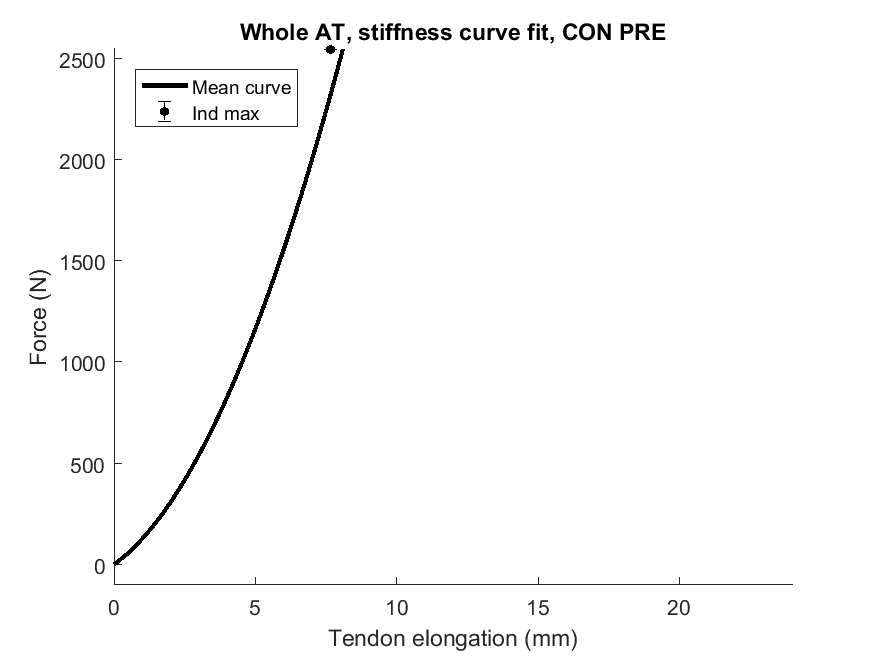 Whole AT, stiffness curve fit, CON PRE
2500
Mean curve
Ind max
2000
1500
Force (N)
1000
500
0
0 5 10 15 20
Tendon elongation (mm)